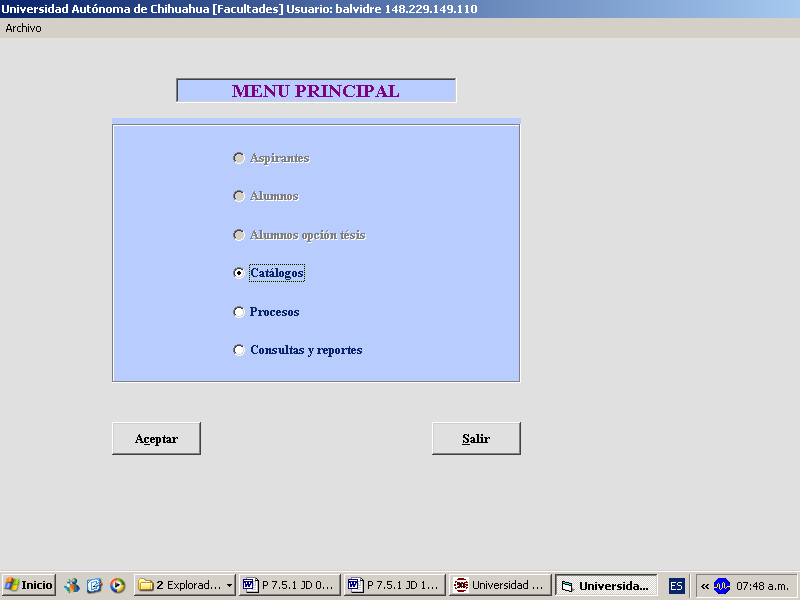 Universidad Autónoma de Chihuahua [Facultades] Usuario: balvidre 148.229.149.110
Archivo
MENU PRINCIPAL
Aspirantes
Alumnos
Alumnos opción tésis
Catálogos
Procesos
Consultas y reportes
Aceptar Salir
Inicio 2 Explorad... P 7.5.1 JD 0... P 7.5.1 JD 1... Universidad ... Universida... ES « 07:48 a.m.